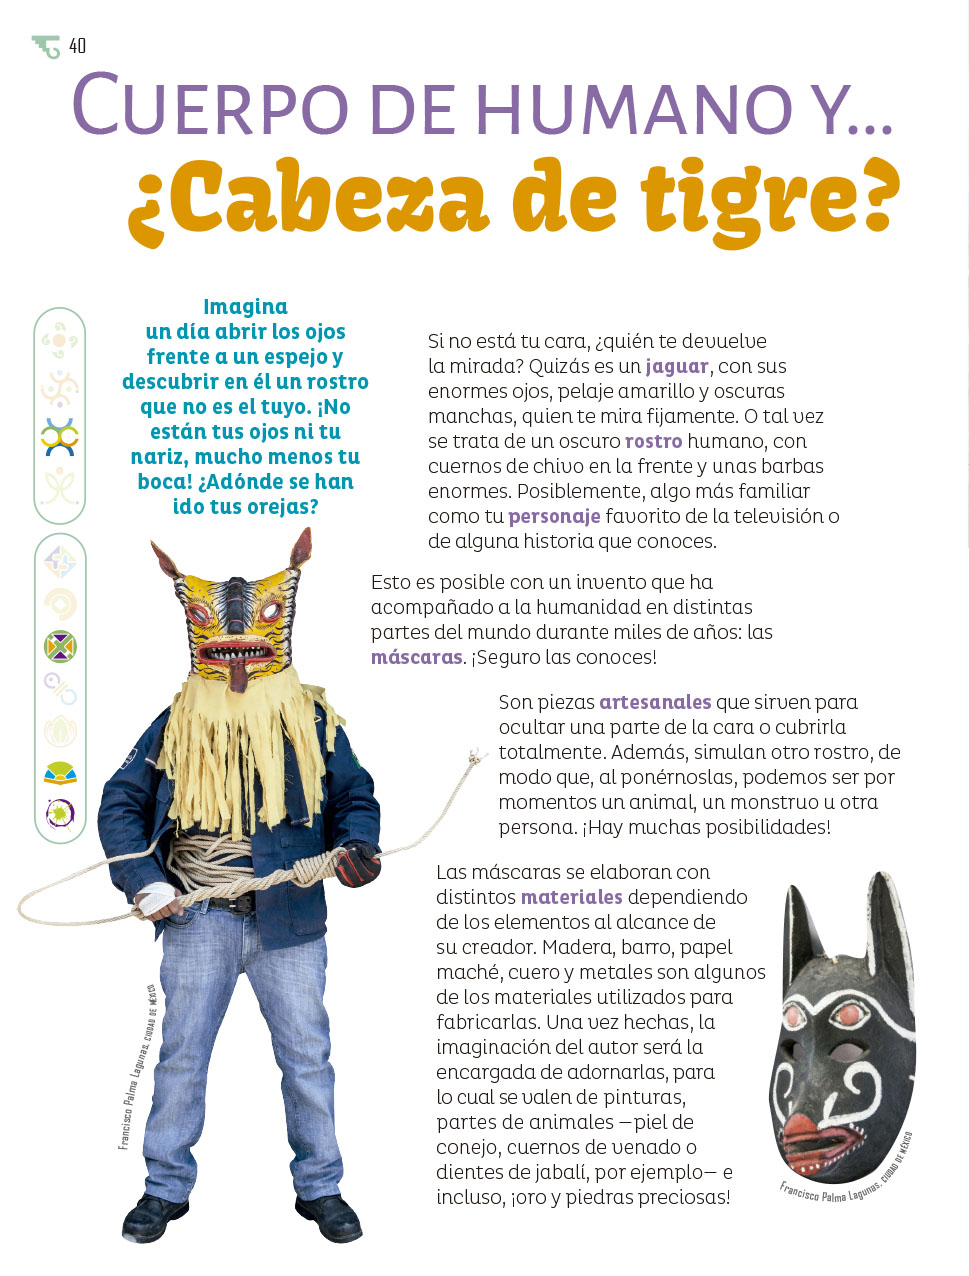 40
Cuerpo de humano y...
¿Cabeza de tigre?
Imagina
un día abrir los ojos
frente a un espejo y
descubrir en él un rostro
que no es el tuyo. ¡No
están tus ojos ni tu
nariz, mucho menos tu
boca! ¿Adónde se han
ido tus orejas?
Si no está tu cara, ¿quién te devuelve
la mirada? Quizás es un jaguar, con sus
enormes ojos, pelaje amarillo y oscuras
manchas, quien te mira fijamente. O tal vez
se trata de un oscuro rostro humano, con
cuernos de chivo en la frente y unas barbas
enormes. Posiblemente, algo más familiar
como tu personaje favorito de la televisión o
de alguna historia que conoces.
Esto es posible con un invento que ha
acompañado a la humanidad en distintas
partes del mundo durante miles de años: las
máscaras. ¡Seguro las conoces!
Son piezas artesanales que sirven para
ocultar una parte de la cara o cubrirla
totalmente. Además, simulan otro rostro, de
modo que, al ponérnoslas, podemos ser por
momentos un animal, un monstruo u otra
persona. ¡Hay muchas posibilidades!
Las máscaras se elaboran con
distintos materiales dependiendo
de los elementos al alcance de
su creador. Madera, barro, papel
maché, cuero y metales son algunos
de los materiales utilizados para
fabricarlas. Una vez hechas, la
imaginación del autor será la
encargada de adornarlas, para
lo cual se valen de pinturas,
partes de animales —piel de
conejo, cuernos de venado o
dientes de jabalí, por ejemplo— e
incluso, ¡oro y piedras preciosas!
Francisco Palma Lagunas, CIUDAD DE MÉXICO
Francisco Palma Lagunas, CIUDAD DE MÉXICO